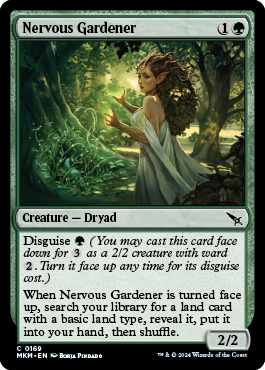 Nervous Gardener 1
Creature — Dryad
Disguise (You may cast this card face
down for 3 as a 2/2 creature with ward
2. Turn it face up any time for its disguise
cost.)
When Nervous Gardener is turned face
up, search your library for a land card
with a basic land type, reveal it, put it
into your hand, then shuffle.
2/2
C 0169
MKM • EN Borja Pindado
™ & © 2024 Wizards of the Coast